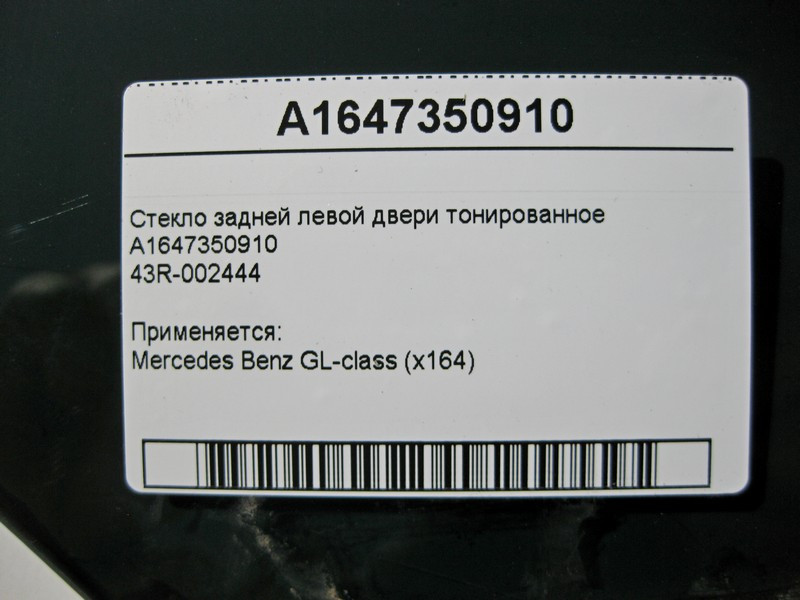 A1647350910
Стекло задней левой двери тонированное
A1647350910
43R-002444
Применяется:
Mercedes Benz GL-class (x164)